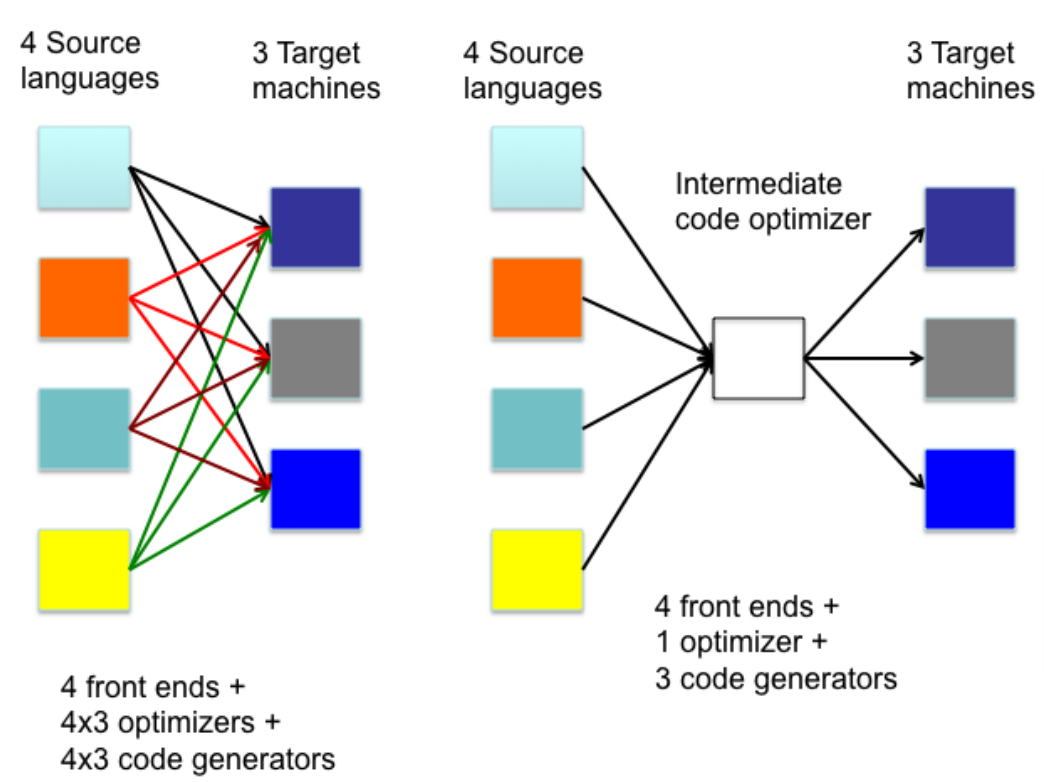 4 Source
languages
3 Target
machines
4 Source
languages
3 Target
machines
Intermediate
code optimizer
4 front ends +
4x3 optimizers +
4x3 code generators
4 front ends +
1 optimizer +
3 code generators